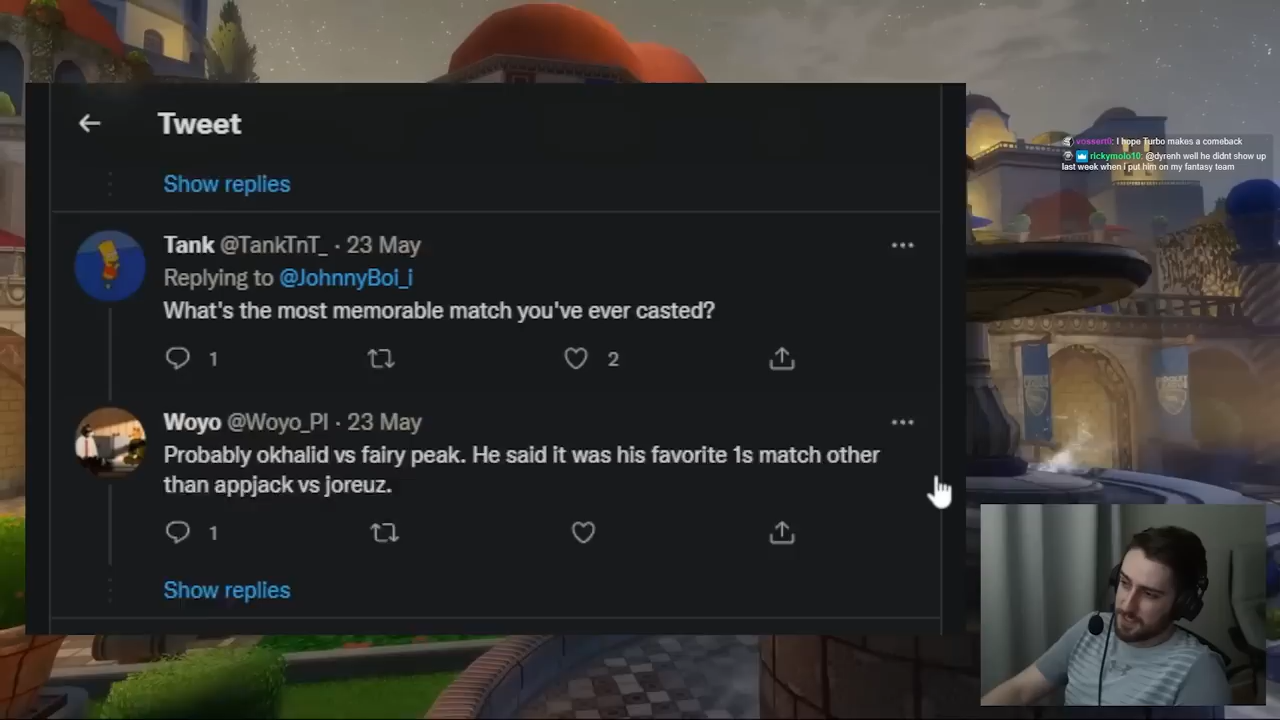 Tweet
Show replies
Tank @TankTnT_ · 23 May
Replying to @JohnnyBoi_i
What's the most memorable match you've ever casted?
1
2
Woyo @Woyo_Pl · 23 May
Probably okhalid vs fairy peak. He said it was his favorite 1s match other
than appjack vs joreuz.
1
Show replies
vossert0: I hope Turbo makes a comeback
rickymolo10: @dyrenh well he didnt show up
last week when i put him on my fantasy team